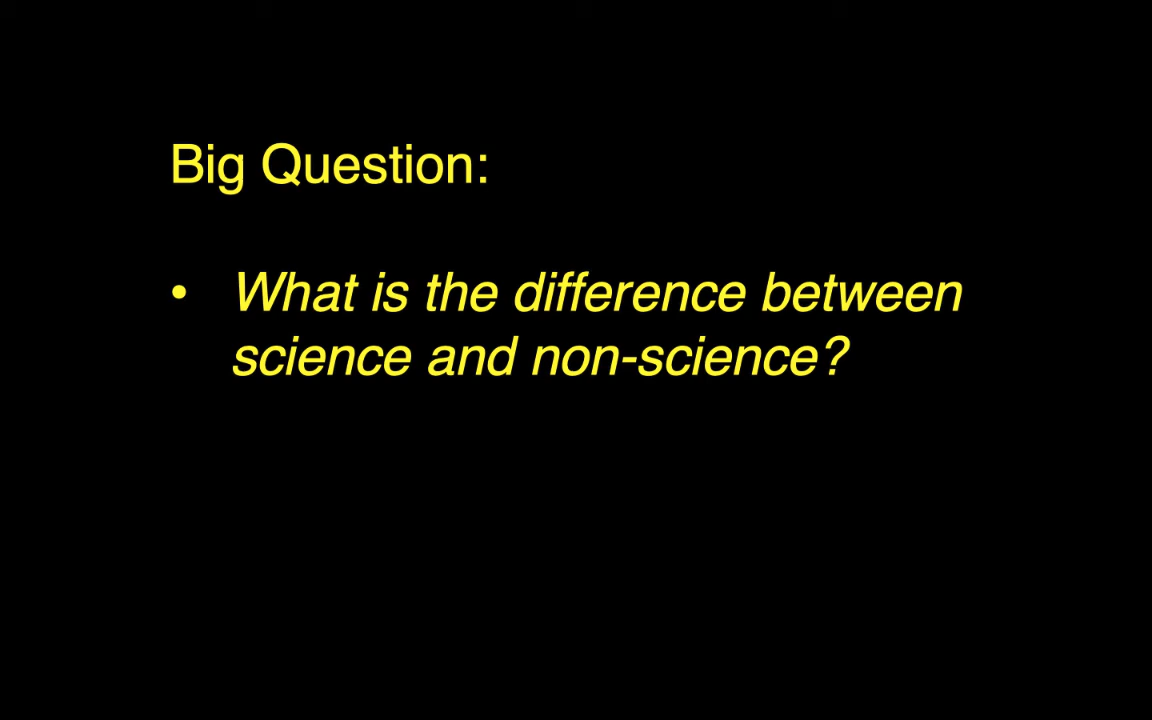 Big Question:
• What is the difference between
science and non-science?